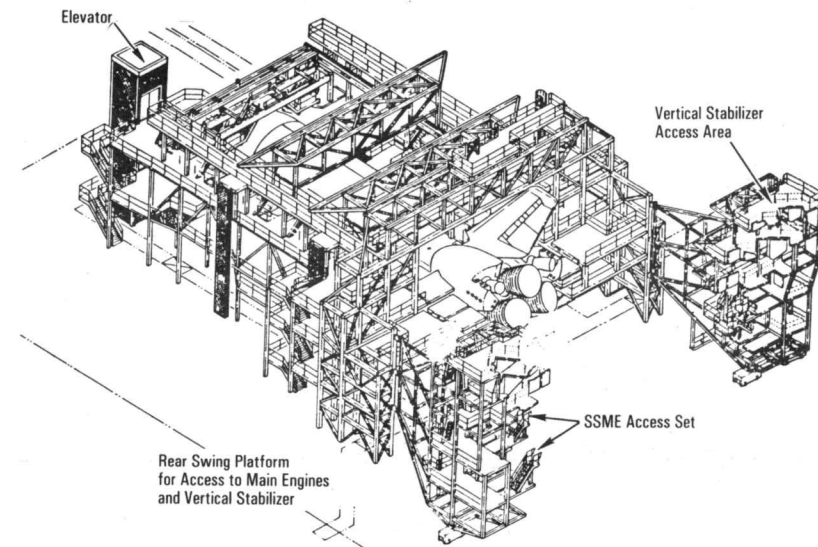 Elevator
Vertical Stabilizer
Access Area
SSME Access Set
Rear Swing Platform
for Access to Main Engines
and Vertical Stabilizer